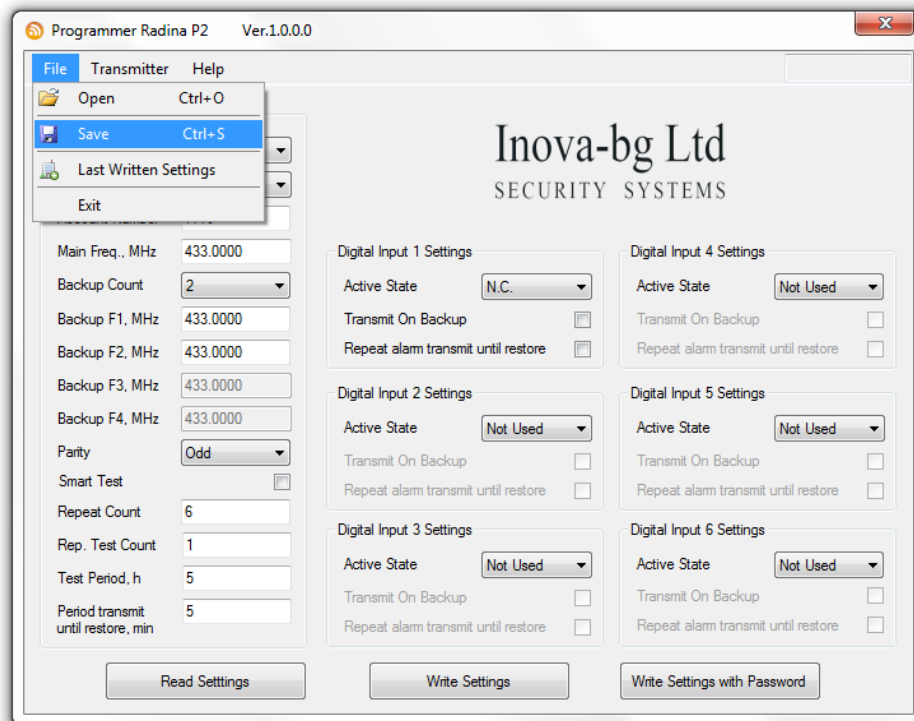 Programmer Radina P2 Ver.1.0.0.0
File Transmitter Help
Open Ctrl+O
Save Ctrl+S
Last Written Settings
Exit
Inova-bg Ltd
SECURITY SYSTEMS
Main Freq., MHz 433.0000
Backup Count 2
Backup F1, MHz 433.0000
Backup F2, MHz 433.0000
Backup F3, MHz 433.0000
Backup F4, MHz 433.0000
Parity Odd
Smart Test
Repeat Count 6
Rep. Test Count 1
Test Period, h 5
Period transmit
until restore, min 5
Digital Input 1 Settings
Active State N.C.
Transmit On Backup
Repeat alarm transmit until restore
Digital Input 2 Settings
Active State Not Used
Transmit On Backup
Repeat alarm transmit until restore
Digital Input 3 Settings
Active State Not Used
Transmit On Backup
Repeat alarm transmit until restore
Digital Input 4 Settings
Active State Not Used
Transmit On Backup
Repeat alarm transmit until restore
Digital Input 5 Settings
Active State Not Used
Transmit On Backup
Repeat alarm transmit until restore
Digital Input 6 Settings
Active State Not Used
Transmit On Backup
Repeat alarm transmit until restore
Read Setttings
Write Settings
Write Settings with Password